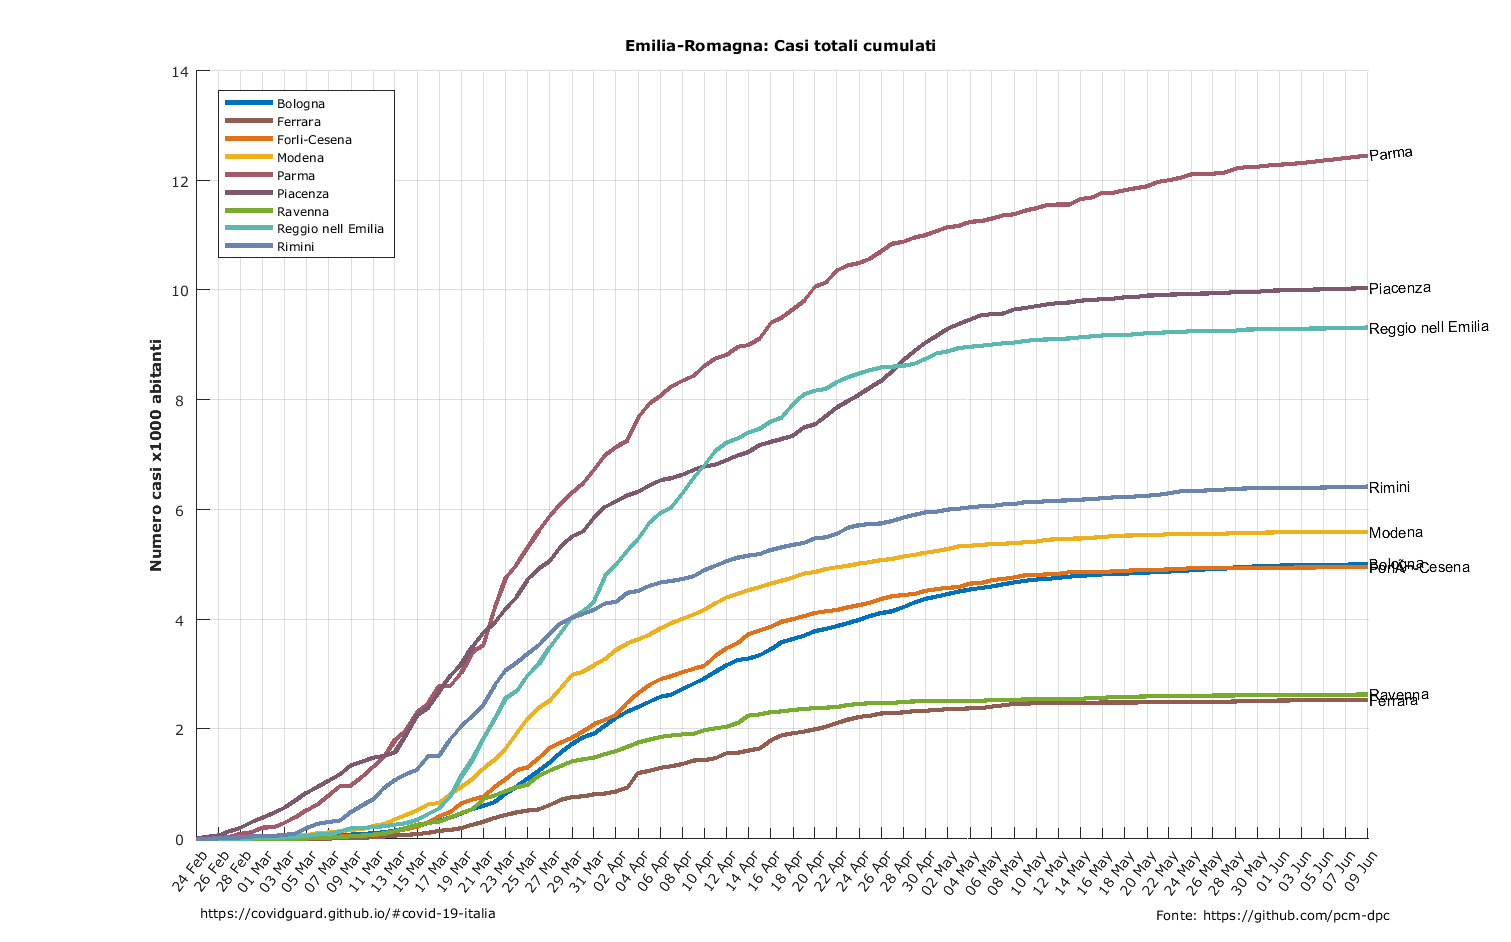 Emilia-Romagna: Casi totali cumulati
14
12
10
8
6
4
2
0
Numero casi x1000 abitanti
Bologna
Ferrara
Forlì-Cesena
Modena
Parma
Piacenza
Ravenna
Reggio nell Emilia
Rimini
Parma
Piacenza
Reggio nell Emilia
Rimini
Modena
Bologna
Cesena
Ravenna
Ferrara
24 Feb
26 Feb
28 Feb
01 Mar
03 Mar
05 Mar
07 Mar
09 Mar
11 Mar
13 Mar
15 Mar
17 Mar
19 Mar
21 Mar
23 Mar
25 Mar
27 Mar
29 Mar
31 Mar
02 Apr
04 Apr
06 Apr
08 Apr
10 Apr
12 Apr
14 Apr
16 Apr
18 Apr
20 Apr
22 Apr
24 Apr
26 Apr
28 Apr
30 Apr
02 May
04 May
06 May
08 May
10 May
12 May
14 May
16 May
18 May
20 May
22 May
24 May
26 May
28 May
30 May
01 Jun
03 Jun
05 Jun
07 Jun
09 Jun
https://covidguard.github.io/#covid-19-italia
Fonte: https://github.com/pcm-dpc